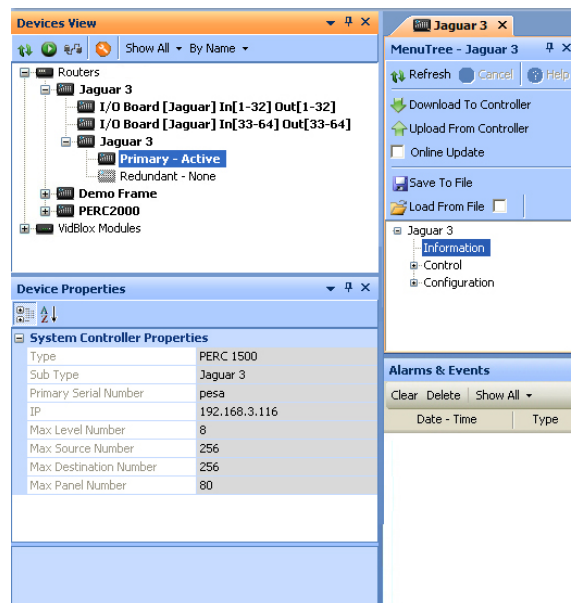 Devices View
Show All By Name
Routers
Jaguar 3
I/O Board [Jaguar] In[1-32] Out[1-32]
I/O Board [Jaguar] In[33-64] Out[33-64]
Jaguar 3
Primary - Active
Redundant - None
Demo Frame
PERC2000
VidBlox Modules
Device Properties
System Controller Properties
Type PERC 1500
Sub Type Jaguar 3
Primary Serial Number pesa
IP 192.168.3.116
Max Level Number 8
Max Source Number 256
Max Destination Number 256
Max Panel Number 80
Jaguar 3
MenuTree - Jaguar 3
Refresh Cancel Help
Download To Controller
Upload From Controller
Online Update
Save To File
Load From File
Jaguar 3
Information
Control
Configuration
Alarms & Events
Clear Delete Show All
Date - Time Type